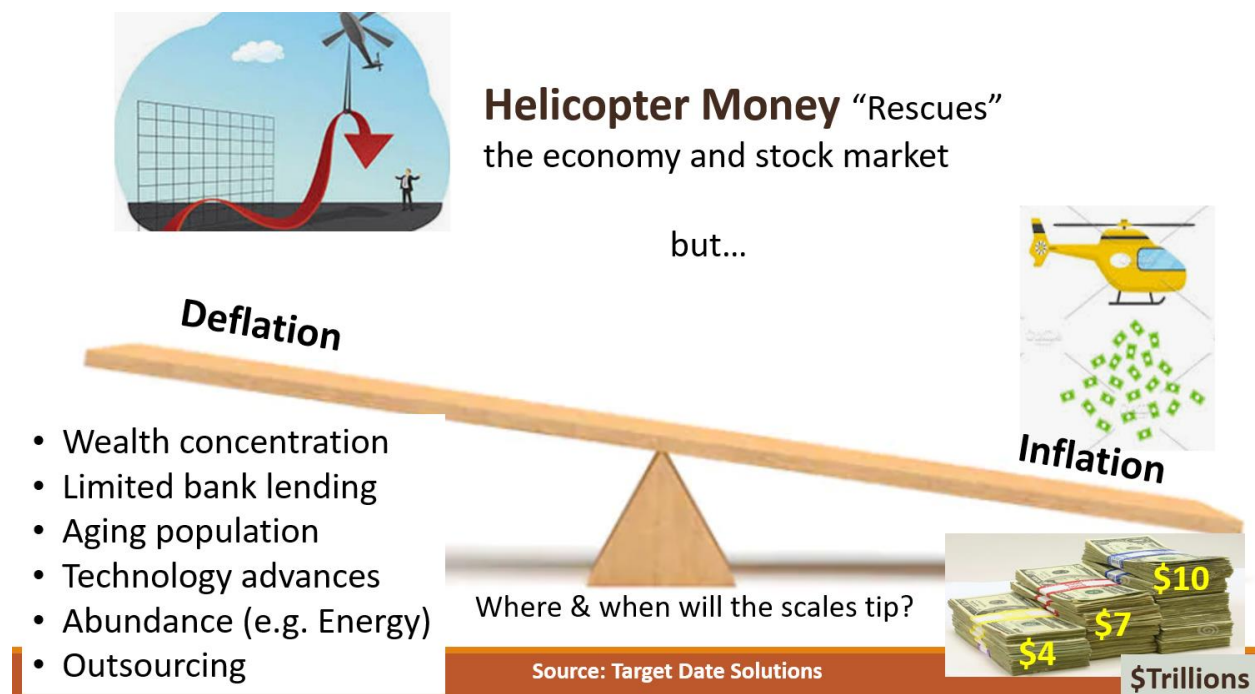 Helicopter Money “Rescues”
the economy and stock market
but...
Deflation
Inflation
• Wealth concentration
• Limited bank lending
• Aging population
• Technology advances
• Abundance (e.g. Energy)
• Outsourcing
Where & when will the scales tip?
$10
$7
$4
$Trillions
Source: Target Date Solutions